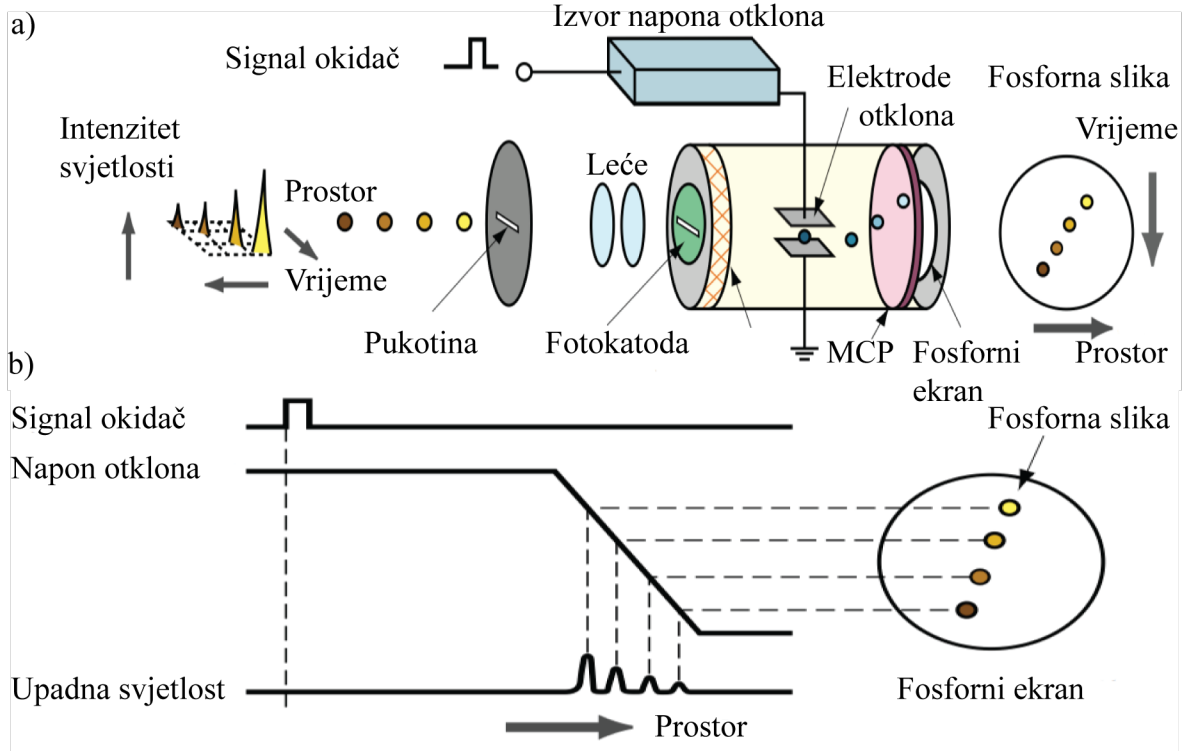 a)
Izvor napona otklona
Signal okidač
Elektrode
otklona
Fosforna slika
Vrijeme
Intenzitet
svjetlosti
Prostor
Leće
Vrijeme
Pukotina
Fotokatoda
MCP
Fosforni
ekran
Prostor
b)
Signal okidač
Fosforna slika
Napon otklona
Upadna svjetlost
Fosforni ekran
Prostor